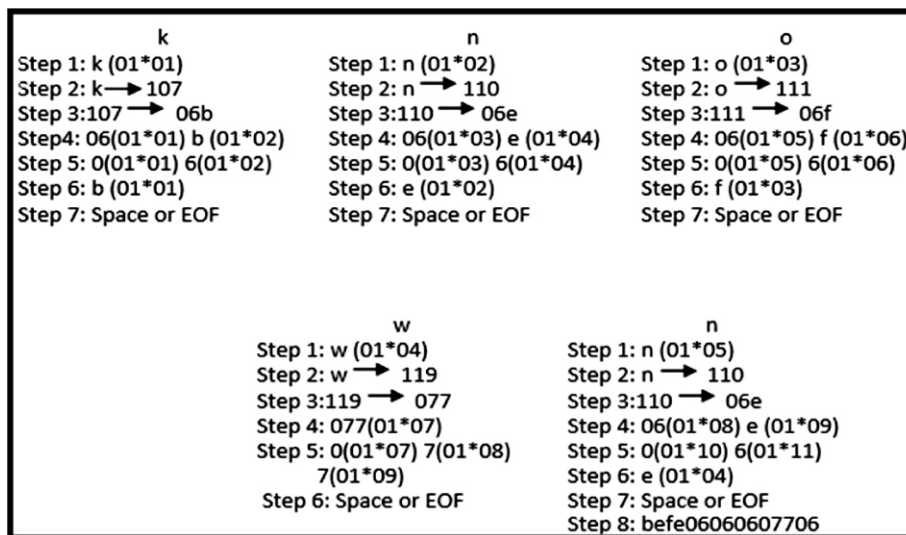 k
Step 1: k (01*01)
Step 2: k → 107
Step 3:107 → 06b
Step4: 06(01*01) b (01*02)
Step 5: 0(01*01) 6(01*02)
Step 6: b (01*01)
Step 7: Space or EOF
n
Step 1: n (01*02)
Step 2: n → 110
Step 3:110 → 06e
Step 4: 06(01*03) e (01*04)
Step 5: 0(01*03) 6(01*04)
Step 6: e (01*02)
Step 7: Space or EOF
o
Step 1: o (01*03)
Step 2: o → 111
Step 3:111 → 06f
Step 4: 06(01*05) f (01*06)
Step 5: 0(01*05) 6(01*06)
Step 6: f (01*03)
Step 7: Space or EOF
w
Step 1: w (01*04)
Step 2: w → 119
Step 3:119 → 077
Step 4: 077(01*07)
Step 5: 0(01*07) 7(01*08)
7(01*09)
Step 6: Space or EOF
n
Step 1: n (01*05)
Step 2: n → 110
Step 3:110 → 06e
Step 4: 06(01*08) e (01*09)
Step 5: 0(01*10) 6(01*11)
Step 6: e (01*04)
Step 7: Space or EOF
Step 8: befe06060607706